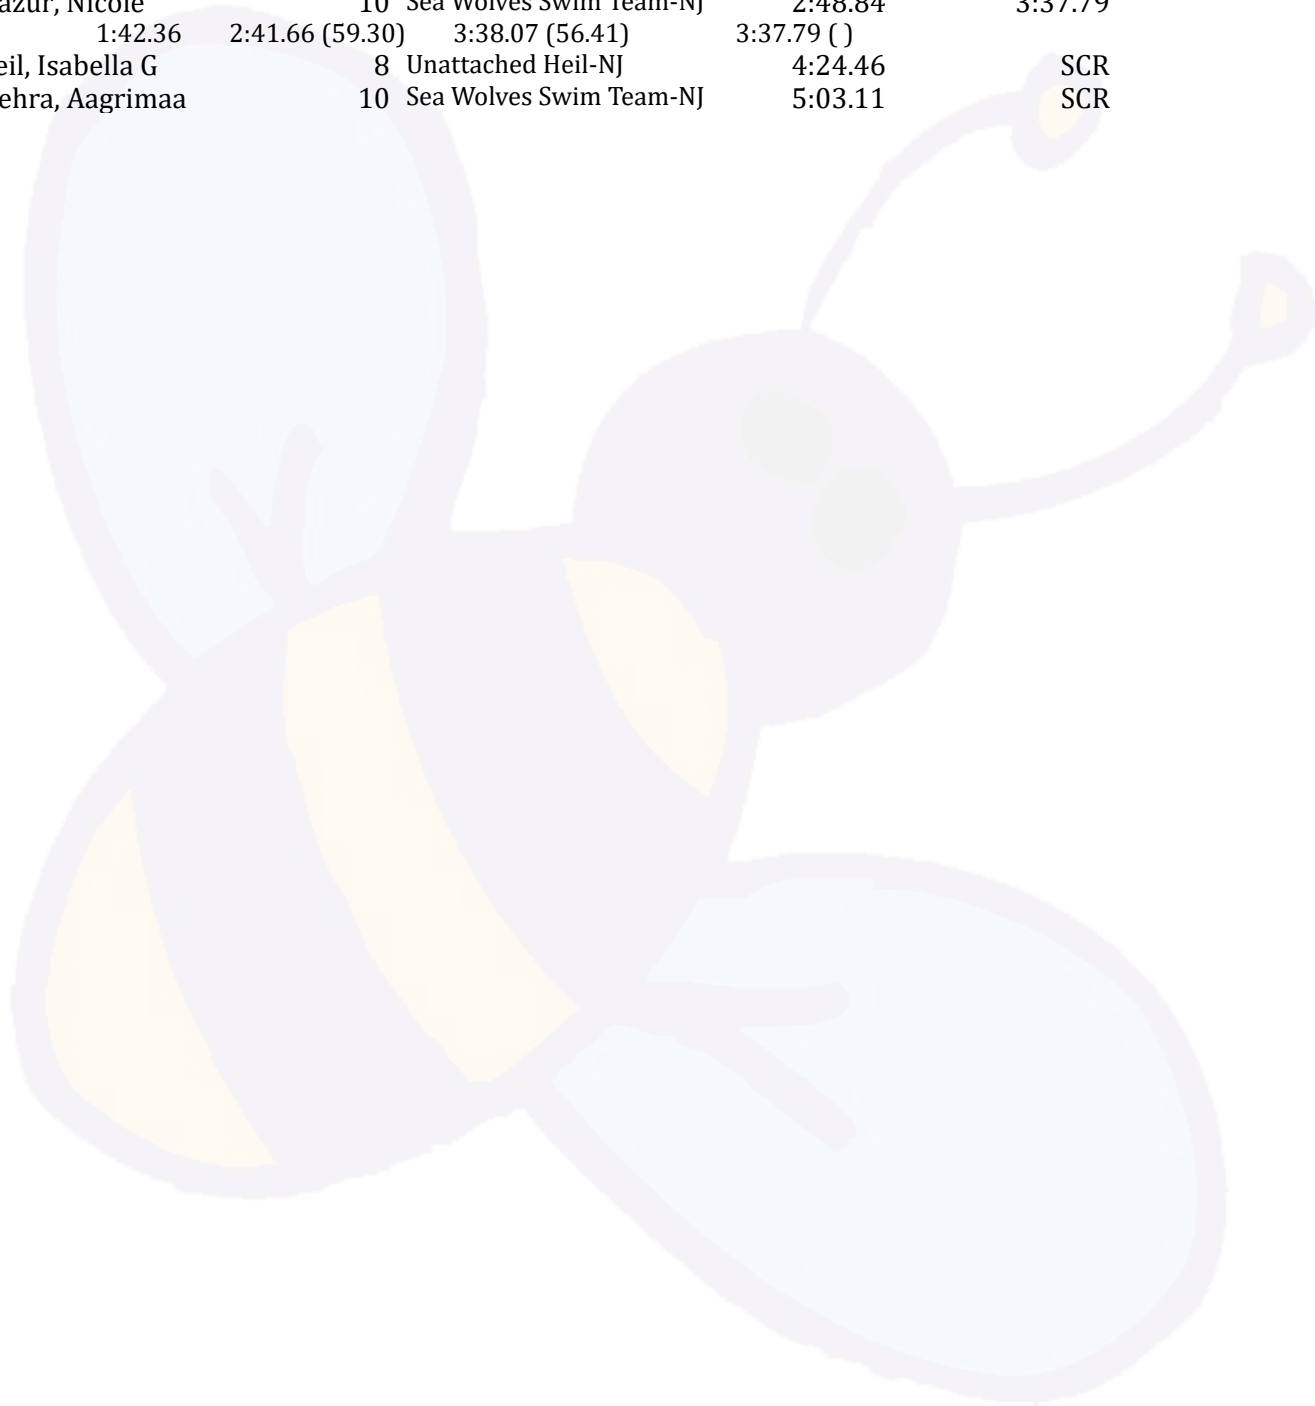 azur, Nicole 10 Sea Wolves Swim Team-NJ 2:48.84 3:37.79
1:42.36 2:41.66 (59.30) 3:38.07 (56.41) 3:37.79 ( )
eil, Isabella G 8 Unattached Heil-NJ 4:24.46 SCR
ehra, Aagrimaa 10 Sea Wolves Swim Team-NJ 5:03.11 SCR